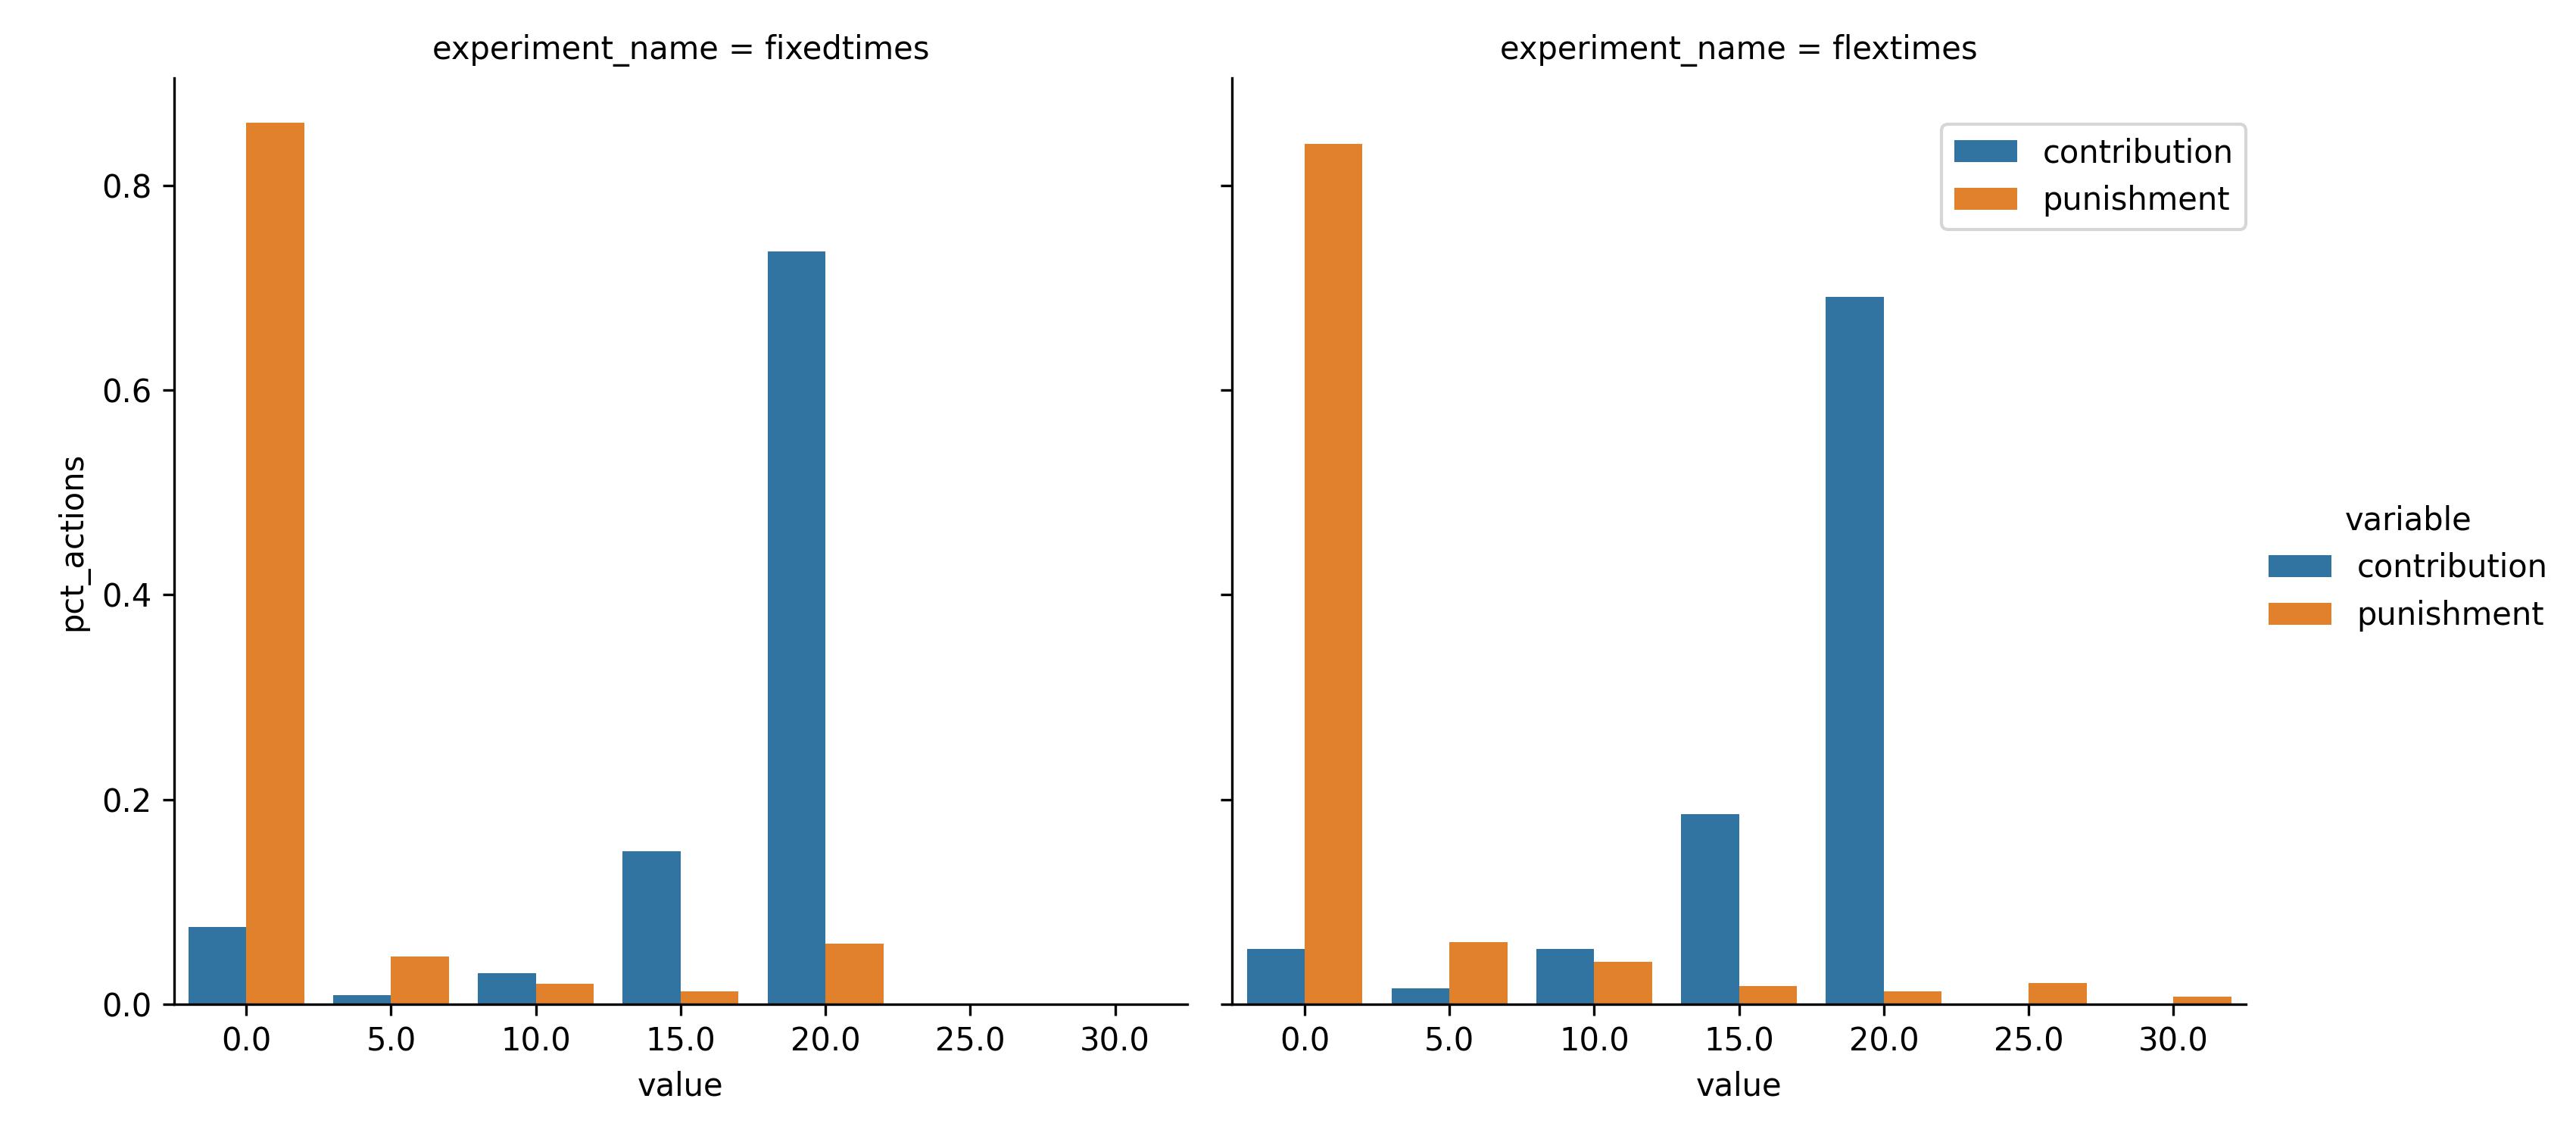 experiment_name = fixedtimes
experiment_name = flextimes
contribution
punishment
0.8
0.6
0.4
0.2
0.0
pct_actions
variable
contribution
punishment
0.0 5.0 10.0 15.0 20.0 25.0 30.0
value
0.0 5.0 10.0 15.0 20.0 25.0 30.0
value